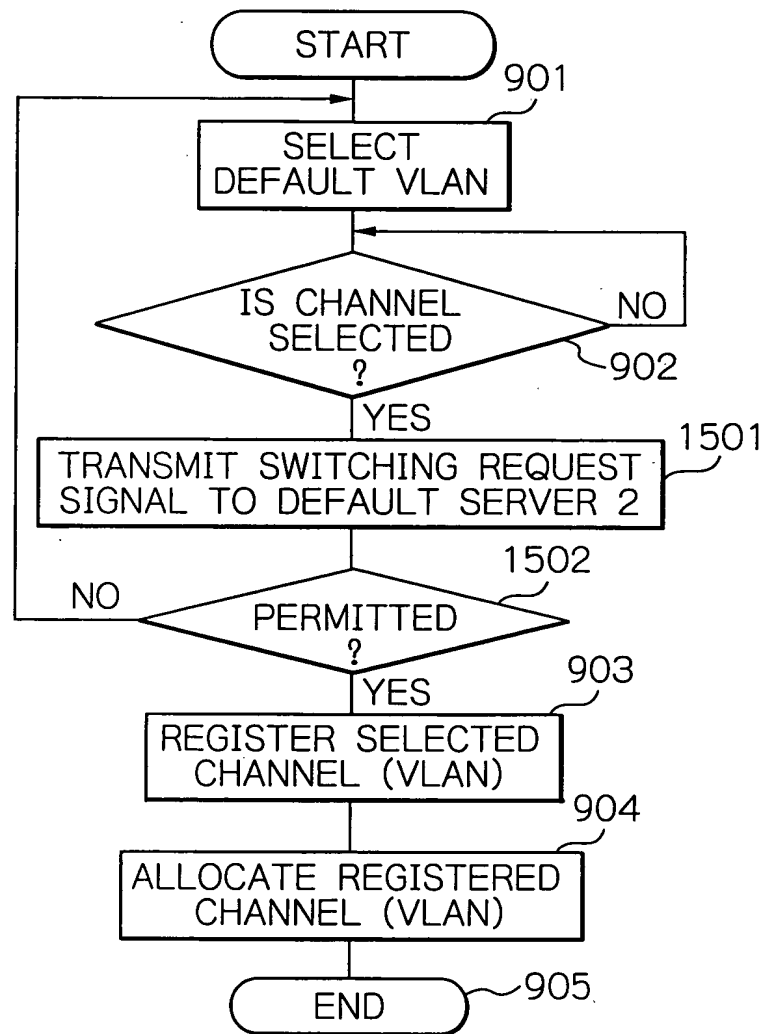 START
901
SELECT
DEFAULT VLAN
IS CHANNEL
SELECTED
?
NO
902
YES
1501
TRANSMIT SWITCHING REQUEST
SIGNAL TO DEFAULT SERVER 2
1502
NO
PERMITTED
?
YES
903
REGISTER SELECTED
CHANNEL (VLAN)
904
ALLOCATE REGISTERED
CHANNEL (VLAN)
END
905